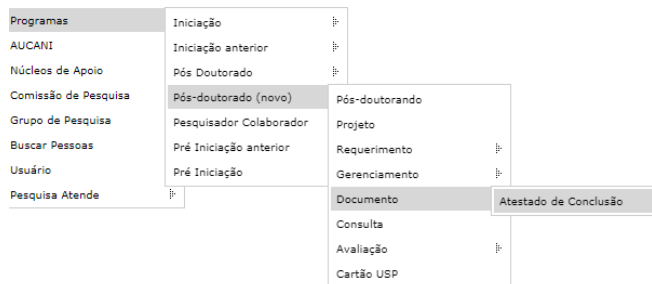 Programas
AUCANI
Núcleos de Apoio
Comissão de Pesquisa
Grupo de Pesquisa
Buscar Pessoas
Usuário
Pesquisa Atende
Iniciação
Iniciação anterior
Pós Doutorado
Pós-doutorado (novo)
Pesquisador Colaborador
Pré Iniciação anterior
Pré Iniciação
Pós-doutorando
Projeto
Requerimento
Gerenciamento
Documento
Consulta
Avaliação
Cartão USP
Atestado de Conclusão